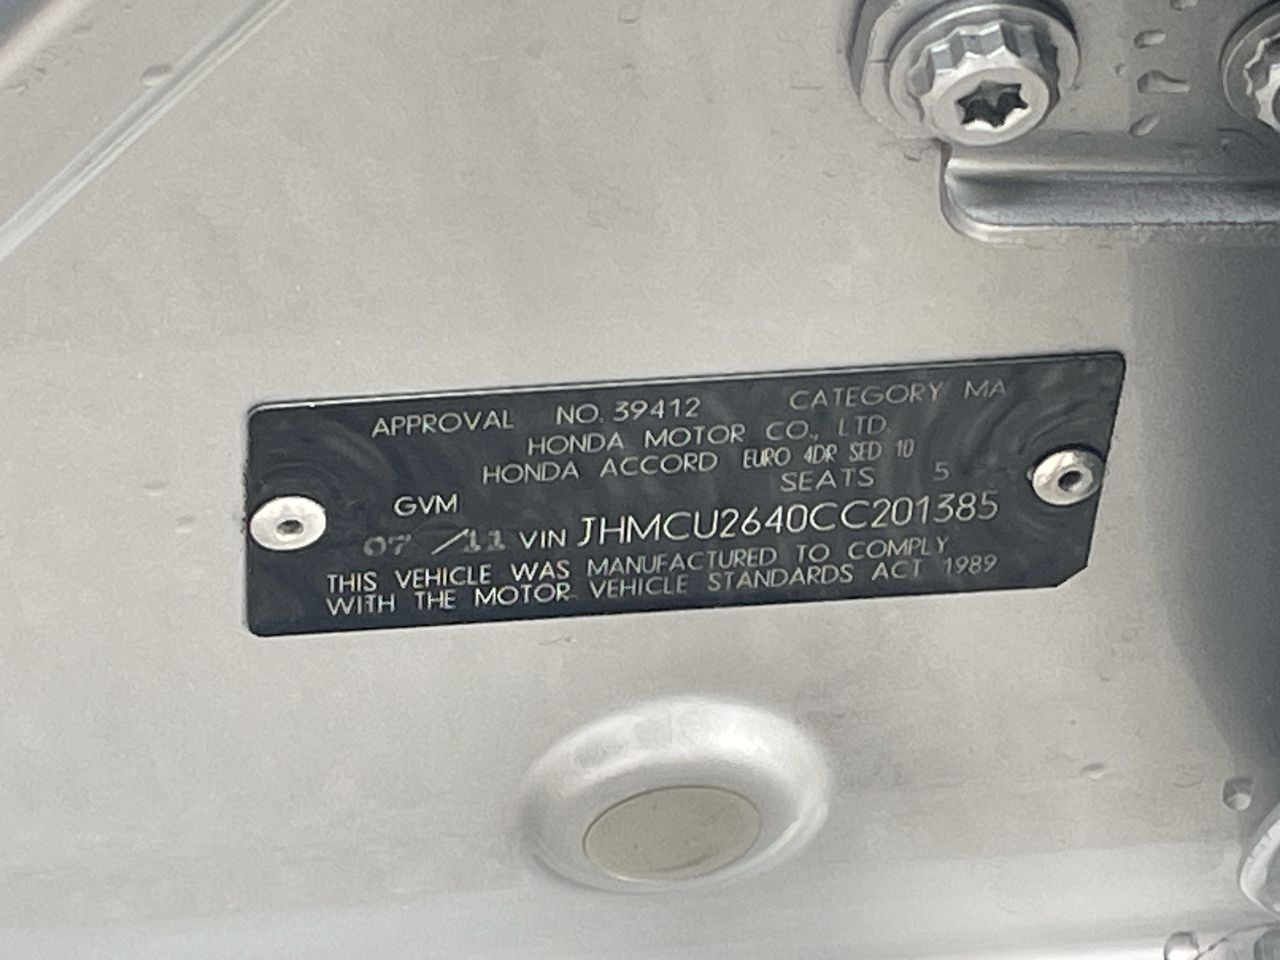 APPROVAL NO. 39412 CATEGORY MA
HONDA MOTOR CO., LTD.
HONDA ACCORD EURO 4DR SED 10
SEATS 5
GVM
07 /11 VIN JHMCU2640CC201385
THIS VEHICLE WAS MANUFACTURED TO COMPLY
WITH THE MOTOR VEHICLE STANDARDS ACT 1989